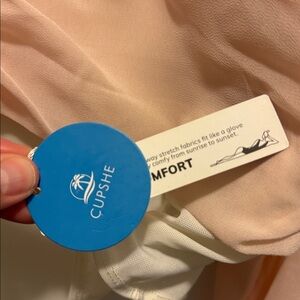 CUPSHE
way stretch fabrics fit like a glove
comfy from sunrise to sunset.
MFORT